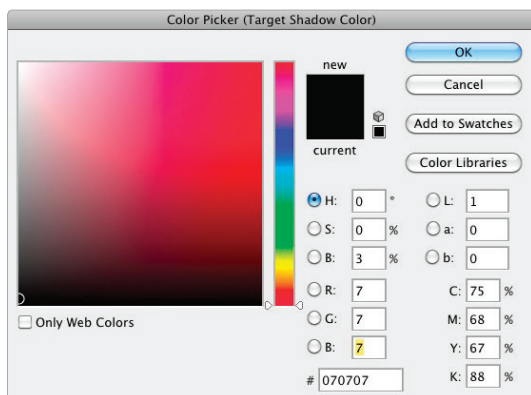 Color Picker (Target Shadow Color)
new
current
OK
Cancel
Add to Swatches
Color Libraries
H: 0 °
S: 0 %
B: 3 %
R: 7
G: 7
B: 7
# 070707
L: 1
a: 0
b: 0
C: 75 %
M: 68 %
Y: 67 %
K: 88 %
Only Web Colors